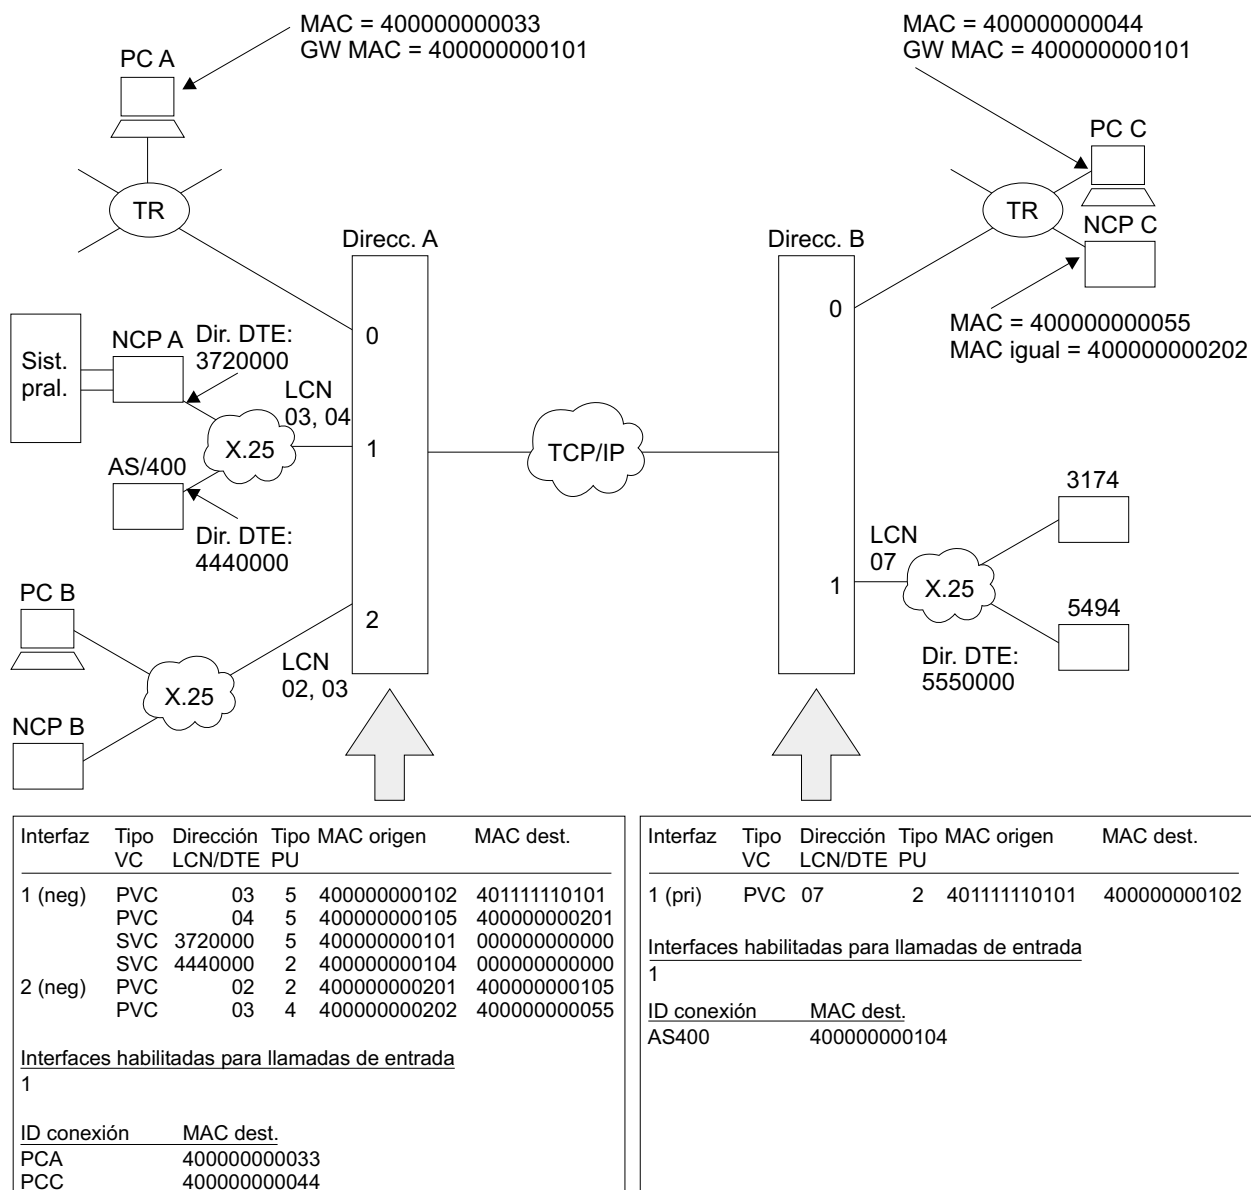 MAC = 400000000033
GW MAC = 400000000101
PC A
TR
MAC = 400000000044
GW MAC = 400000000101
PC C
TR
NCP C
MAC = 400000000055
MAC igual = 400000000202
Direcc. A
Direcc. B
0
0
Sist.
pral.
NCP A
Dir. DTE:
3720000
LCN
03, 04
X.25
1
AS/400
Dir. DTE:
4440000
TCP/IP
3174
LCN
07
1
X.25
5494
Dir. DTE:
5550000
PC B
2
X.25
LCN
02, 03
NCP B
Interfaz Tipo Dirección Tipo MAC origen MAC dest.
VC LCN/DTE PU
1 (neg) PVC 03 5 400000000102 401111110101
PVC 04 5 400000000105 400000000201
SVC 3720000 5 400000000101 000000000000
SVC 4440000 2 400000000104 000000000000
2 (neg) PVC 02 2 400000000201 400000000105
PVC 03 4 400000000202 400000000055
Interfaces habilitadas para llamadas de entrada
1
ID conexión MAC dest.
PCA 400000000033
PCC 400000000044
Interfaz Tipo Dirección Tipo MAC origen MAC dest.
VC LCN/DTE PU
1 (pri) PVC 07 2 401111110101 400000000102
Interfaces habilitadas para llamadas de entrada
1
ID conexión MAC dest.
AS400 400000000104